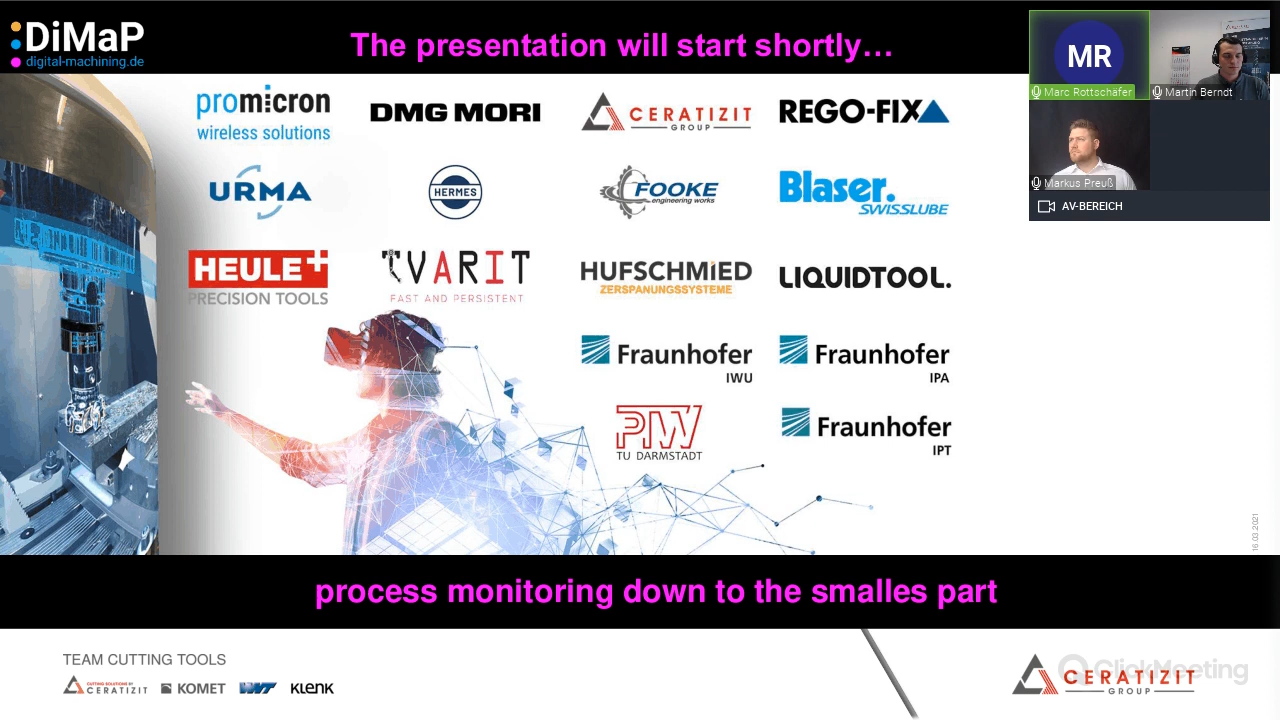 DiMaP
digital-machining.de
The presentation will start shortly…
MR
Marc Rottschäfer
Martin Berndt
Markus Preuß
AV-BEREICH
promicron
wireless solutions
DMG MORI
CERATIZIT
GROUP
REGO-FIX
URMA
HERMES
FOOKE
engineering works
Blaser.
SWISSLUBE
HEULE
PRECISION TOOLS
TVARIT
FAST AND PERSISTENT
HUFSCHMiED
ZERSPANUNGSSYSTEME
LIQUIDTOOL.
Fraunhofer
IWU
Fraunhofer
IPA
PTW
TU DARMSTADT
Fraunhofer
IPT
16.03.2021
process monitoring down to the smalles part
TEAM CUTTING TOOLS
CUTTING SOLUTIONS BY
CERATIZIT
KOMET
WNT
KLENK
CERATIZIT
GROUP
ClickMeeting